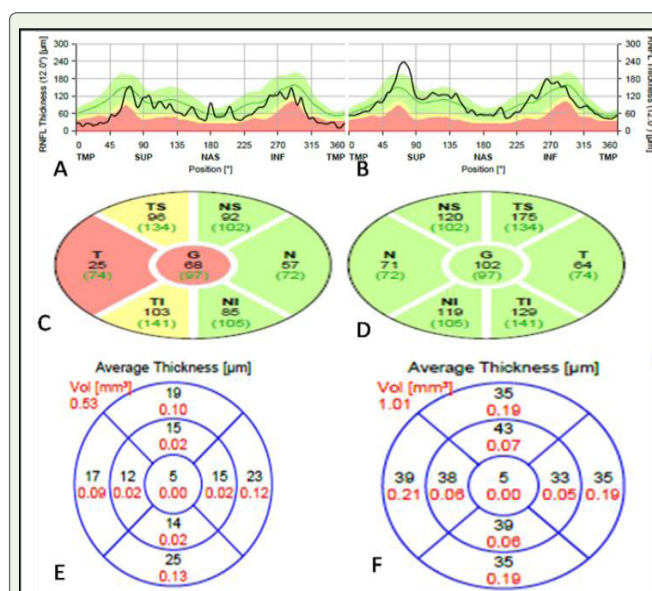 RNFL Thickness (12.0°) [µm]
300
240
180
120
60
0
0 45 90 135 180 225 270 315 360
TMP SUP NAS INF TMP
Position [°]
A
300
240
180
120
60
0
0 45 90 135 180 225 270 315 360
TMP SUP NAS INF TMP
Position [°]
B
TS
96
(134)
NS
92
(102)
T
25
(74)
G
68
(97)
N
57
(72)
TI
103
(141)
NI
85
(105)
C
NS
120
(102)
TS
175
(134)
N
71
(72)
G
102
(97)
T
64
(74)
NI
119
(105)
TI
129
(141)
D
Average Thickness [µm]
Vol [mm³]
0.53
19
0.10
15
0.02
17 12 5 15 23
0.09 0.02 0.00 0.02 0.12
14
0.02
25
0.13
E
Average Thickness [µm]
Vol [mm³]
1.01
35
0.19
43
0.07
39 38 5 33 35
0.21 0.06 0.00 0.05 0.19
39
0.06
35
0.19
F